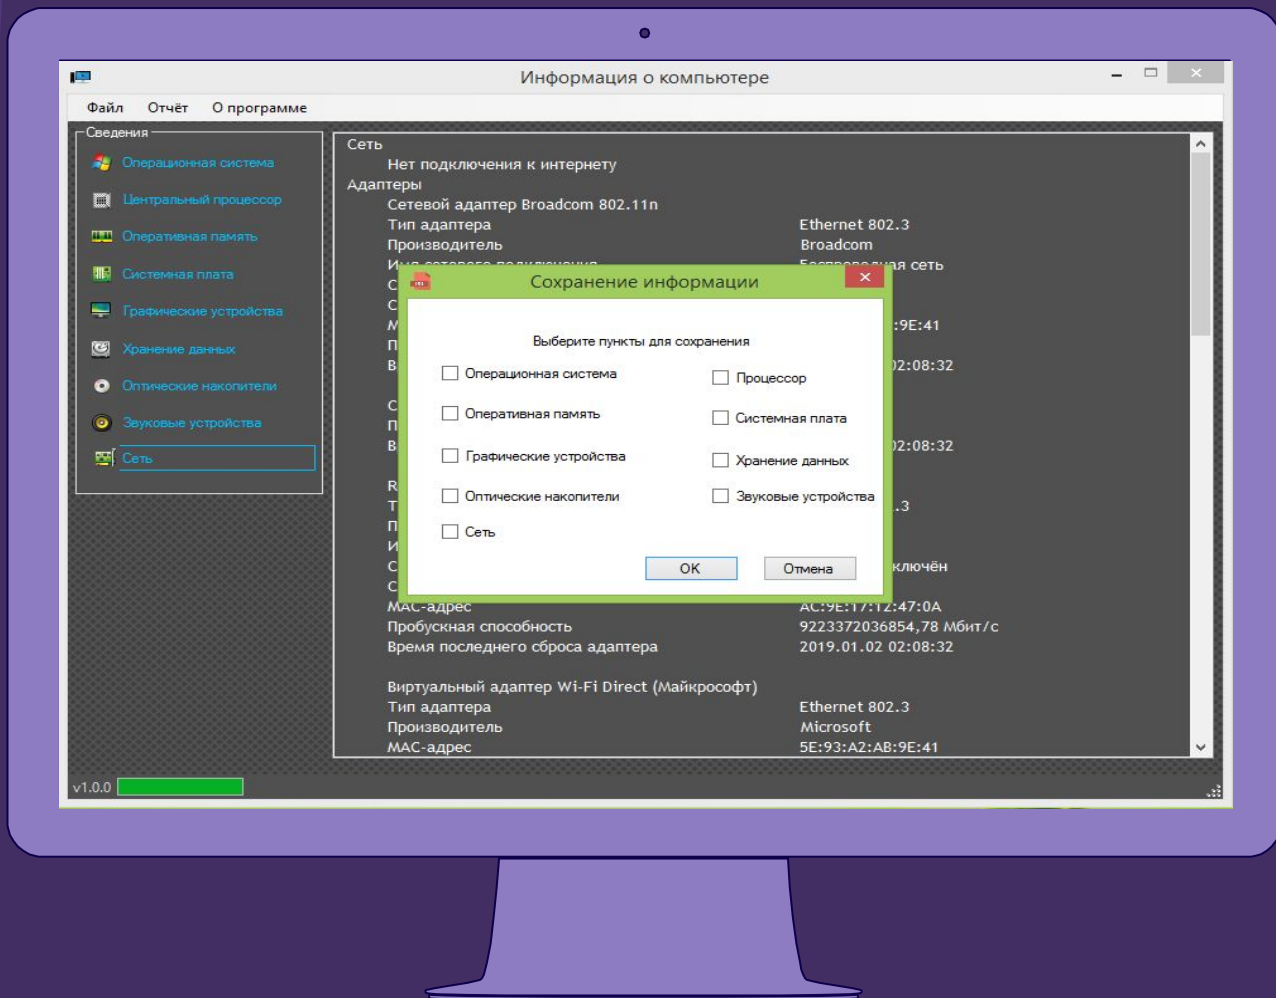 Информация о компьютере
Файл Отчёт О программе
Сведения
Операционная система
Центральный процессор
Оперативная память
Системная плата
Графические устройства
Хранение данных
Оптические накопители
Звуковые устройства
Сеть
Сеть
Нет подключения к интернету
Адаптеры
Сетевой адаптер Broadcom 802.11n
Тип адаптера Ethernet 802.3
Производитель Broadcom
сеть
:9E:41
02:08:32
02:08:32
.3
Сохранение информации
Выберите пункты для сохранения
Операционная система Процессор
Оперативная память Системная плата
Графические устройства Хранение данных
Оптические накопители Звуковые устройства
Сеть
OK Отмена
MAC-адрес AC:9E:17:12:47:0A
Пробускная способность 9223372036854,78 Мбит/с
Время последнего сброса адаптера 2019.01.02 02:08:32
Виртуальный адаптер Wi-Fi Direct (Майкрософт)
Тип адаптера Ethernet 802.3
Производитель Microsoft
MAC-адрес 5E:93:A2:AB:9E:41
v1.0.0